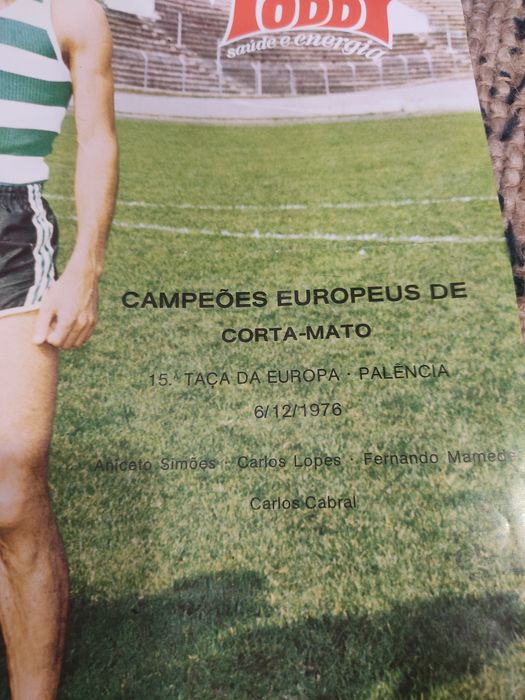 TODDY
saúde e energia
CAMPEÕES EUROPEUS DE
CORTA-MATO
15.ª TAÇA DA EUROPA · PALÊNCIA
6/12/1976
Aniceto Simões · Carlos Lopes · Fernando Mamede
Carlos Cabral